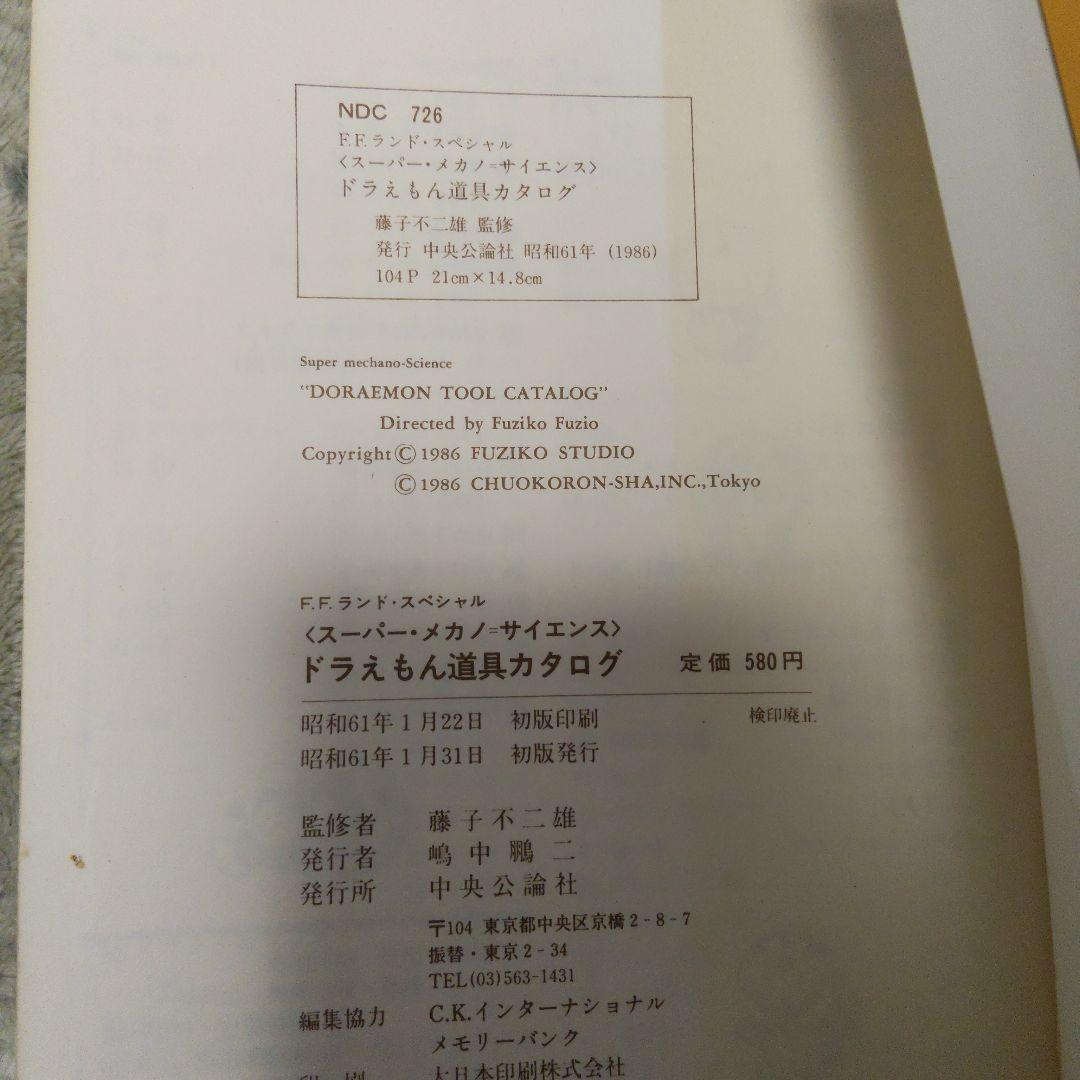 NDC 726
F.F.ランド・スペシャル
〈スーパー・メカノ=サイエンス〉
ドラえもん道具カタログ
藤子不二雄 監修
発行 中央公論社 昭和61年 (1986)
104P 21cm×14.8cm
Super mechano-Science
“DORAEMON TOOL CATALOG”
Directed by Fuziko Fuzio
Copyright © 1986 FUZIKO STUDIO
© 1986 CHUOKORON-SHA,INC.,Tokyo
F.F.ランド・スペシャル
〈スーパー・メカノ=サイエンス〉
ドラえもん道具カタログ 定価 580円
昭和61年1月22日 初版印刷 検印廃止
昭和61年1月31日 初版発行
監修者 藤子不二雄
発行者 嶋中鵬二
発行所 中央公論社
〒104 東京都中央区京橋2-8-7
振替・東京2-34
TEL(03)563-1431
編集協力 C.K.インターナショナル
メモリーバンク
印刷 大日本印刷株式会社